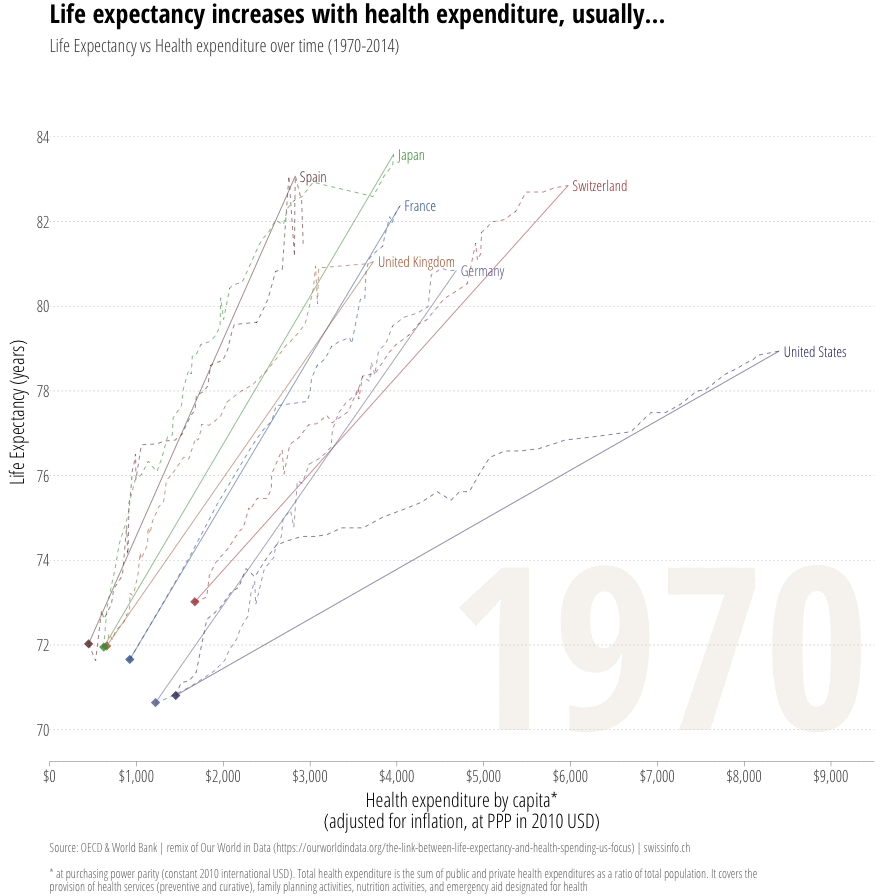 Life expectancy increases with health expenditure, usually...
Life Expectancy vs Health expenditure over time (1970-2014)
84
Japan
Spain
Switzerland
82
France
United Kingdom
Germany
80
United States
78
Life Expectancy (years)
76
74
1970
72
70
$0 $1,000 $2,000 $3,000 $4,000 $5,000 $6,000 $7,000 $8,000 $9,000
Health expenditure by capita*
(adjusted for inflation, at PPP in 2010 USD)
Source: OECD & World Bank | remix of Our World in Data (https://ourworldindata.org/the-link-between-life-expectancy-and-health-spending-us-focus) | swissinfo.ch
* at purchasing power parity (constant 2010 international USD). Total health expenditure is the sum of public and private health expenditures as a ratio of total population. It covers the
provision of health services (preventive and curative), family planning activities, nutrition activities, and emergency aid designated for health